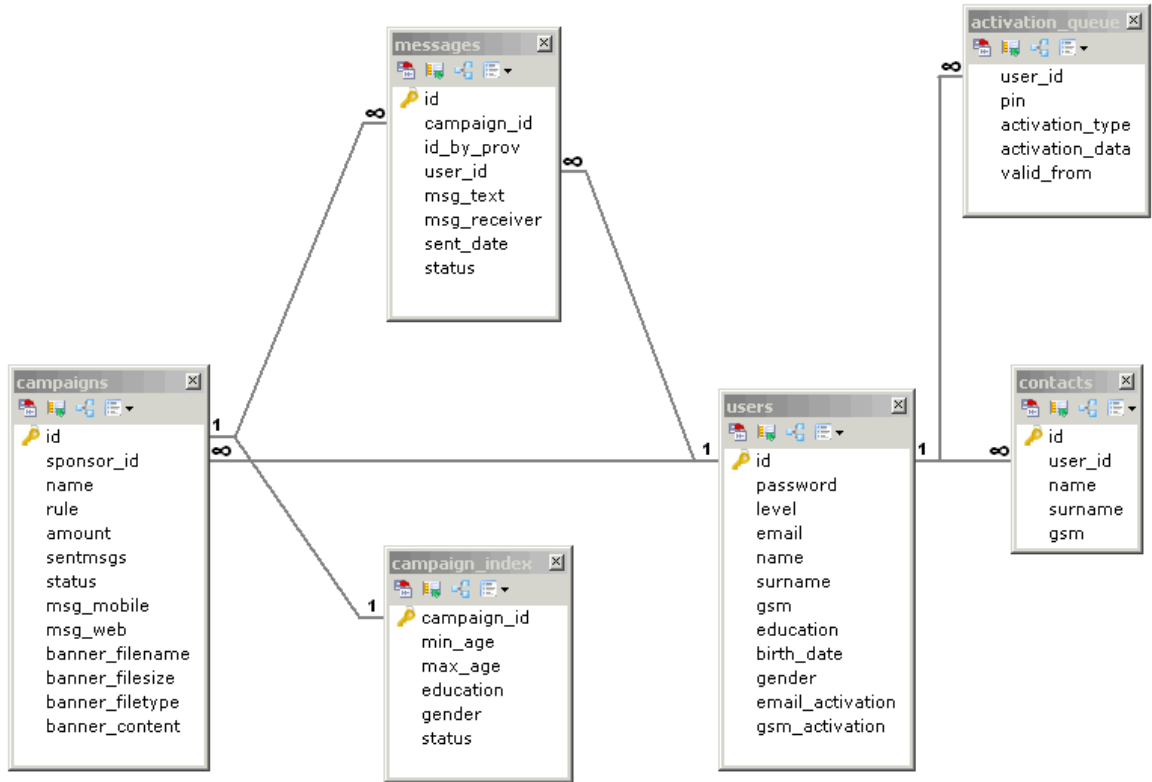 messages
id
campaign_id
id_by_prov
user_id
msg_text
msg_receiver
sent_date
status
activation_queue
user_id
pin
activation_type
activation_data
valid_from
campaigns
id
sponsor_id
name
rule
amount
sentmsgs
status
msg_mobile
msg_web
banner_filename
banner_filesize
banner_filetype
banner_content
campaign_index
campaign_id
min_age
max_age
education
gender
status
users
id
password
level
email
name
surname
gsm
education
birth_date
gender
email_activation
gsm_activation
contacts
id
user_id
name
surname
gsm
∞
∞
∞
1
∞
1
1
∞
1